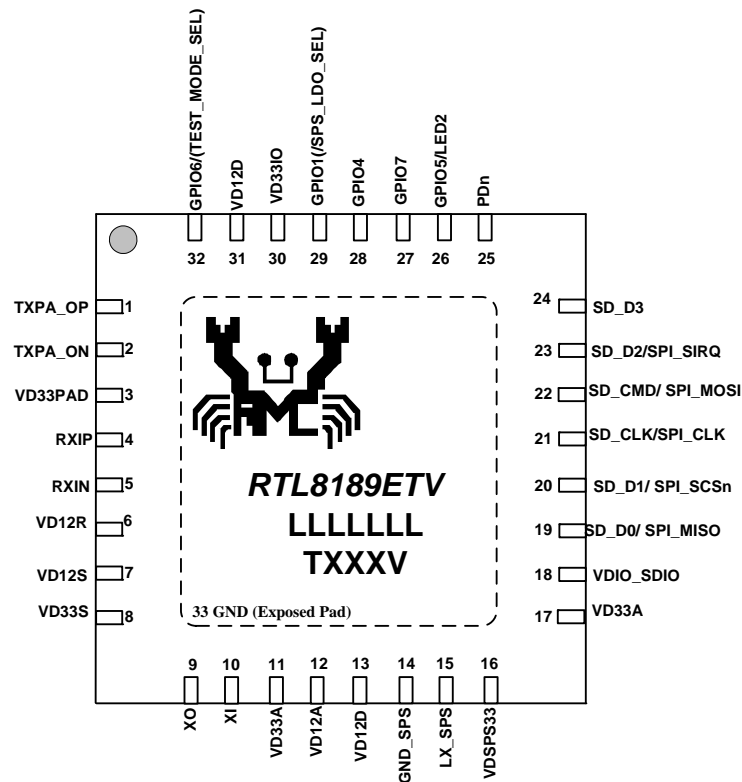 GPIO6/(TEST_MODE_SEL)
VD12D
VD33IO
GPIO1(/SPS_LDO_SEL)
GPIO4
GPIO7
GPIO5/LED2
PDn
32 31 30 29 28 27 26 25
TXPA_OP 1
TXPA_ON 2
VD33PAD 3
RXIP 4
RXIN 5
VD12R 6
VD12S 7
VD33S 8
24 SD_D3
23 SD_D2/SPI_SIRQ
22 SD_CMD/ SPI_MOSI
21 SD_CLK/SPI_CLK
20 SD_D1/ SPI_SCSn
19 SD_D0/ SPI_MISO
18 VDIO_SDIO
17 VD33A
RTL8189ETV
LLLLLLL
TXXXV
33 GND (Exposed Pad)
9 10 11 12 13 14 15 16
XO
XI
VD33A
VD12A
VD12D
GND_SPS
LX_SPS
VDSPS33